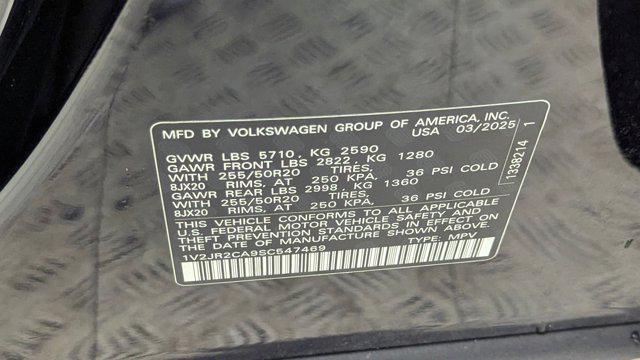 MFD BY VOLKSWAGEN GROUP OF AMERICA, INC.
USA 03/2025
GVWR LBS 5710, KG 2590
GAWR FRONT LBS 2822, KG 1280
WITH 255/50R20 TIRES,
8JX20 RIMS, AT 250 KPA, 36 PSI COLD
GAWR REAR LBS 2998, KG 1360
WITH 255/50R20 TIRES,
8JX20 RIMS, AT 250 KPA, 36 PSI COLD
THIS VEHICLE CONFORMS TO ALL APPLICABLE
U.S. FEDERAL MOTOR VEHICLE SAFETY AND
THEFT PREVENTION STANDARDS IN EFFECT ON
THE DATE OF MANUFACTURE SHOWN ABOVE.
1V2JR2CA9SC547469 TYPE: MPV
1338214 1